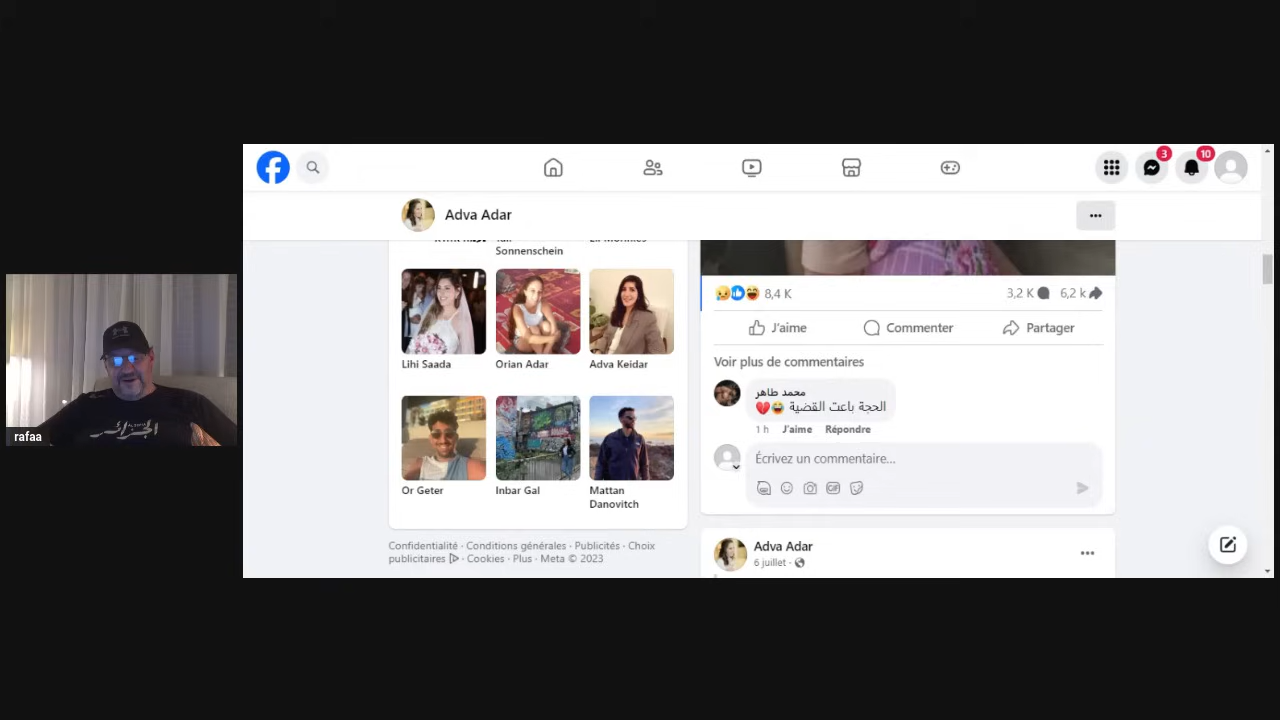 3
10
Adva Adar
Sonnenschein
Lihi Saada
Orian Adar
Adva Keidar
Or Geter
Inbar Gal
Mattan
Danovitch
Confidentialité · Conditions générales · Publicités · Choix
publicitaires · Cookies · Plus · Meta © 2023
8,4 K
3,2 K
6,2 k
J'aime
Commenter
Partager
Voir plus de commentaires
محمد طاهر
الحجة باعت القضية 😂💔
1 h J'aime Répondre
Écrivez un commentaire...
GIF
Adva Adar
6 juillet ·
rafaa
الجزائر